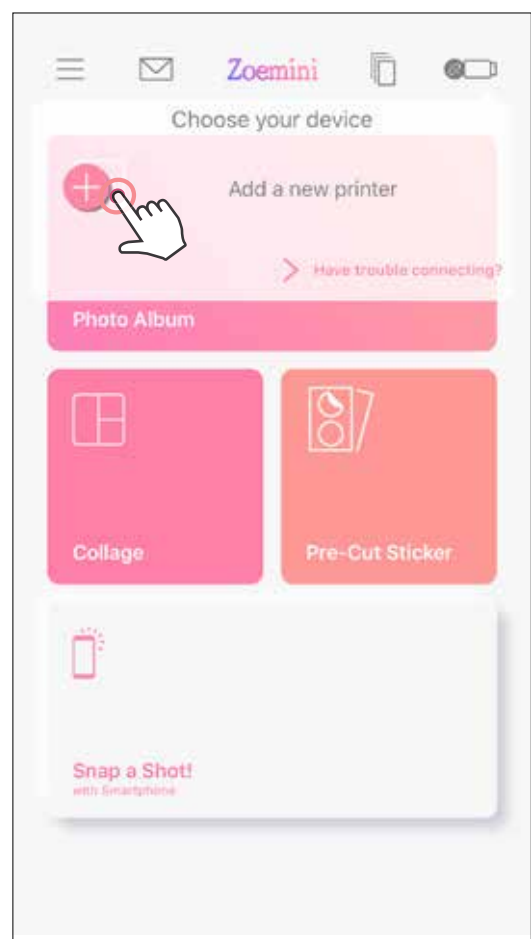 Zoemini
Choose your device
Add a new printer
Have trouble connecting?
Photo Album
Collage
Pre-Cut Sticker
Snap a Shot!
with Smartphone